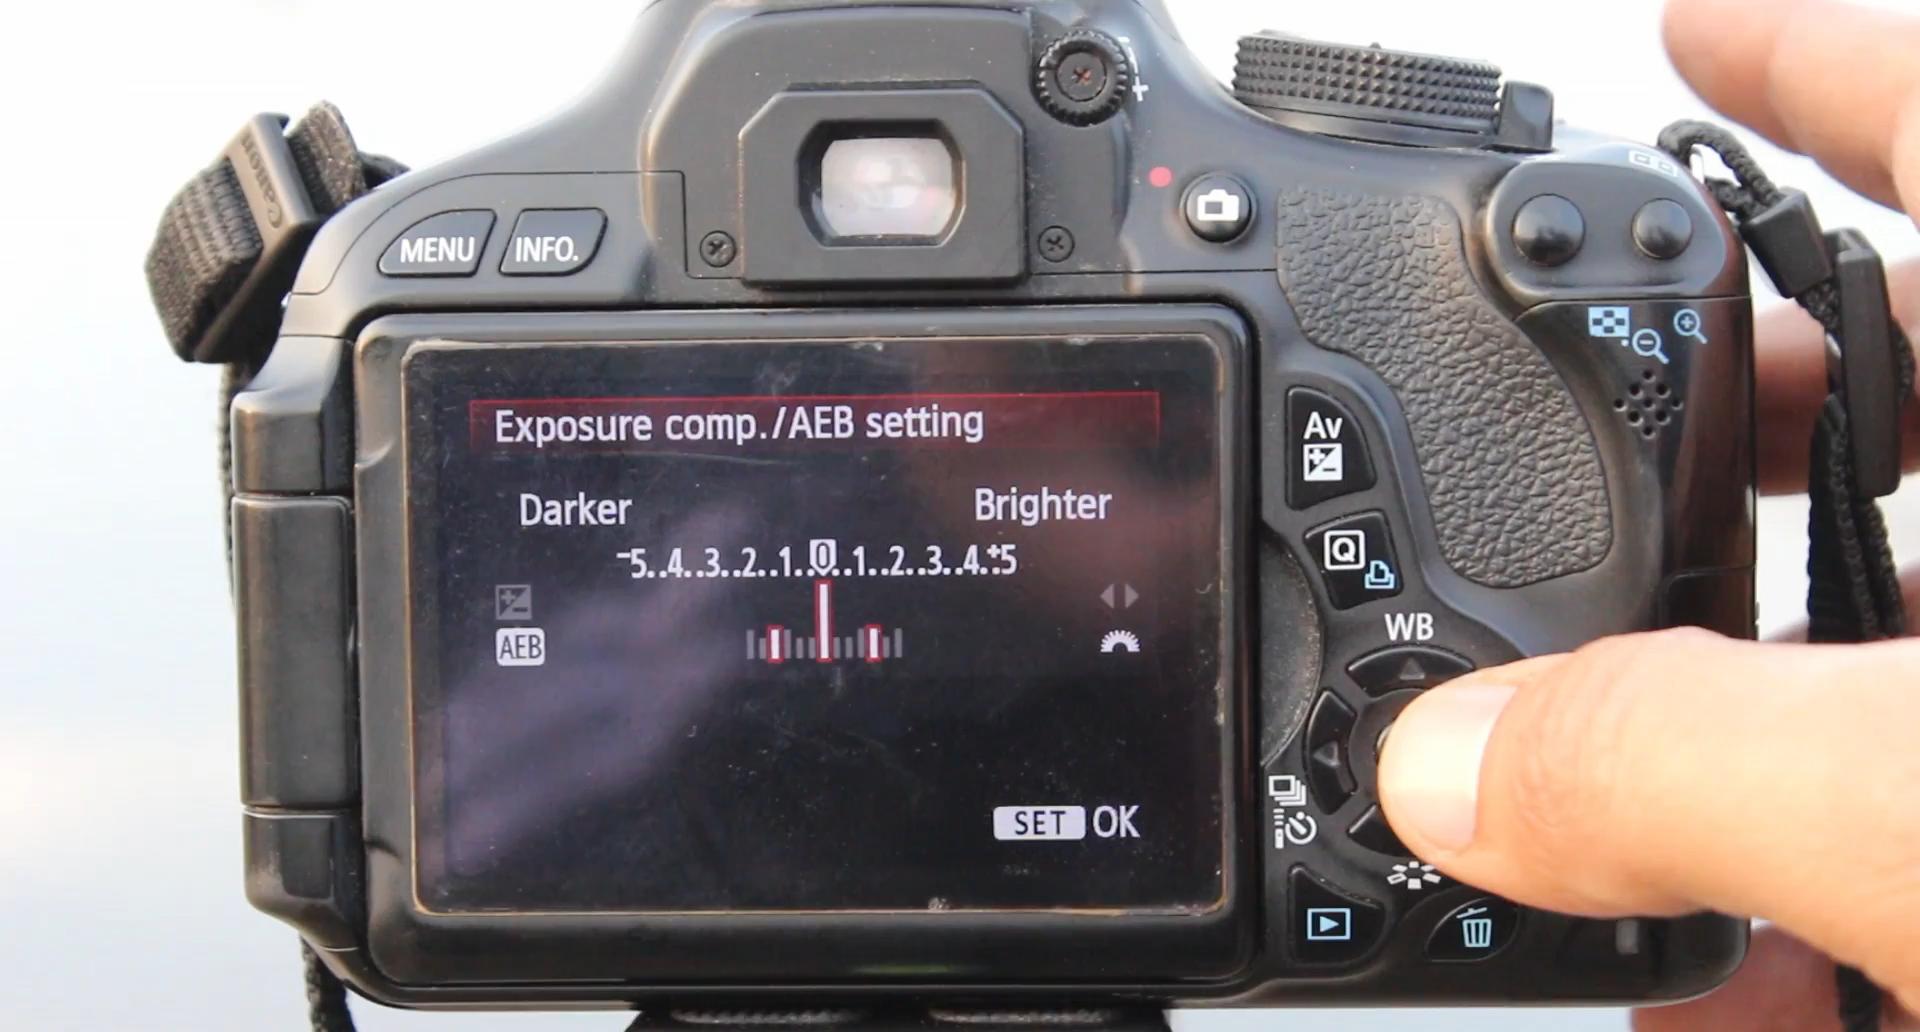 Canon
MENU
INFO.
Exposure comp./AEB setting
Darker
Brighter
-5..4..3..2..1..0..1..2..3..4.+5
AEB
SET OK
Av
Q
WB